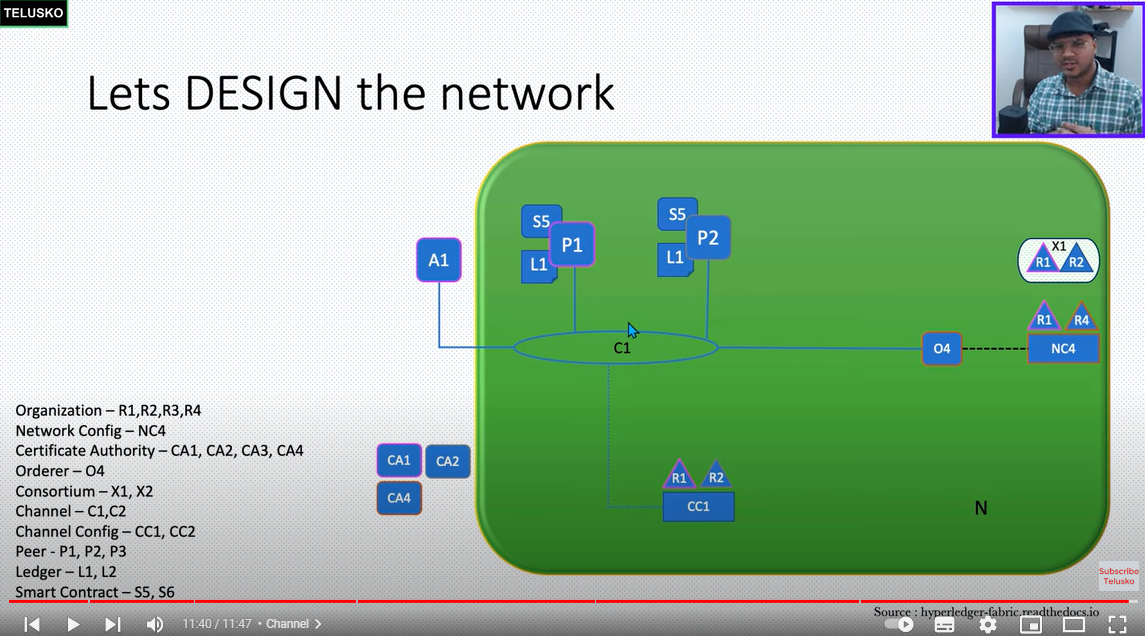 TELUSKO
Lets DESIGN the network
S5
P1
L1
S5
P2
L1
A1
X1
R1
R2
R1
R4
C1
O4
NC4
Organization – R1,R2,R3,R4
Network Config – NC4
Certificate Authority – CA1, CA2, CA3, CA4
Orderer – O4
Consortium – X1, X2
Channel – C1,C2
Channel Config – CC1, CC2
Peer - P1, P2, P3
Ledger – L1, L2
Smart Contract – S5, S6
CA1
CA2
CA4
R1
R2
CC1
N
Subscribe
Telusko
Source : hyperledger-fabric.readthedocs.io
11:40 / 11:47 • Channel